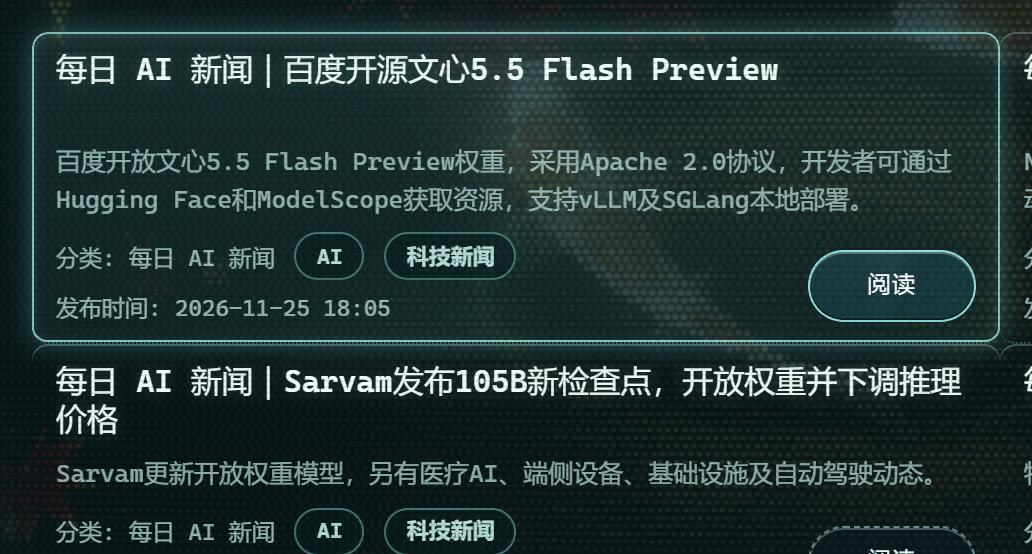 每日 AI 新闻｜百度开源文心5.5 Flash Preview
百度开放文心5.5 Flash Preview权重，采用Apache 2.0协议，开发者可通过
Hugging Face和ModelScope获取资源，支持vLLM及SGLang本地部署。
分类: 每日 AI 新闻 AI 科技新闻
发布时间: 2026-11-25 18:05
阅读
每日 AI 新闻｜Sarvam发布105B新检查点，开放权重并下调推理
价格
Sarvam更新开放权重模型，另有医疗AI、端侧设备、基础设施及自动驾驶动态。
分类: 每日 AI 新闻 AI 科技新闻